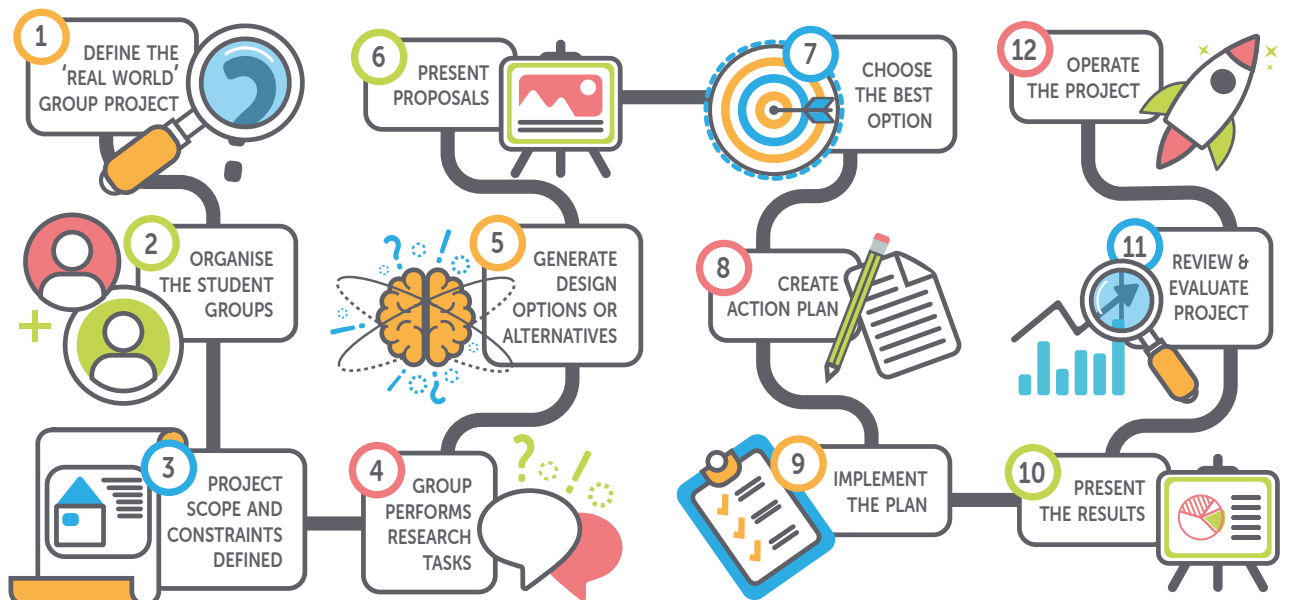 1
DEFINE THE
'REAL WORLD'
GROUP PROJECT
2
ORGANISE
THE STUDENT
GROUPS
3
PROJECT
SCOPE AND
CONSTRAINTS
DEFINED
4
GROUP
PERFORMS
RESEARCH
TASKS
5
GENERATE
DESIGN
OPTIONS OR
ALTERNATIVES
6
PRESENT
PROPOSALS
7
CHOOSE
THE BEST
OPTION
8
CREATE
ACTION PLAN
9
IMPLEMENT
THE PLAN
10
PRESENT
THE RESULTS
11
REVIEW &
EVALUATE
PROJECT
12
OPERATE
THE PROJECT